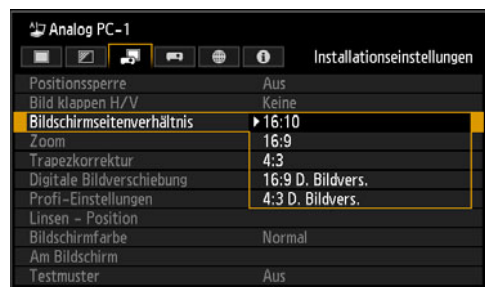 Analog PC-1
Installationseinstellungen
Positionssperre Aus
Bild klappen H/V Keine
Bildschirmseitenverhältnis 16:10
Zoom 16:9
Trapezkorrektur 4:3
Digitale Bildverschiebung 16:9 D. Bildvers.
Profi-Einstellungen 4:3 D. Bildvers.
Linsen - Position
Bildschirmfarbe Normal
Am Bildschirm
Testmuster Aus